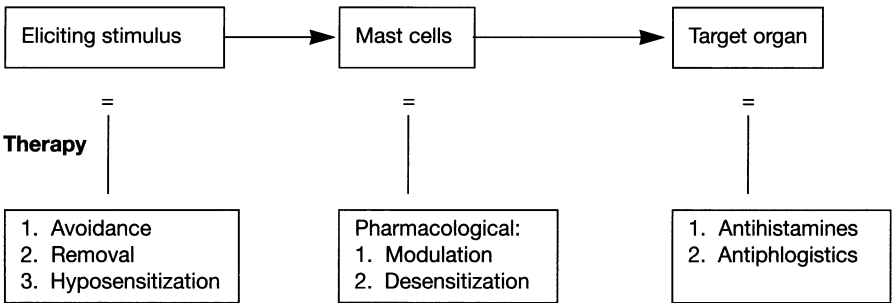 Eliciting stimulus
Mast cells
Target organ
=
=
=
Therapy
1. Avoidance
2. Removal
3. Hyposensitization
Pharmacological:
1. Modulation
2. Desensitization
1. Antihistamines
2. Antiphlogistics